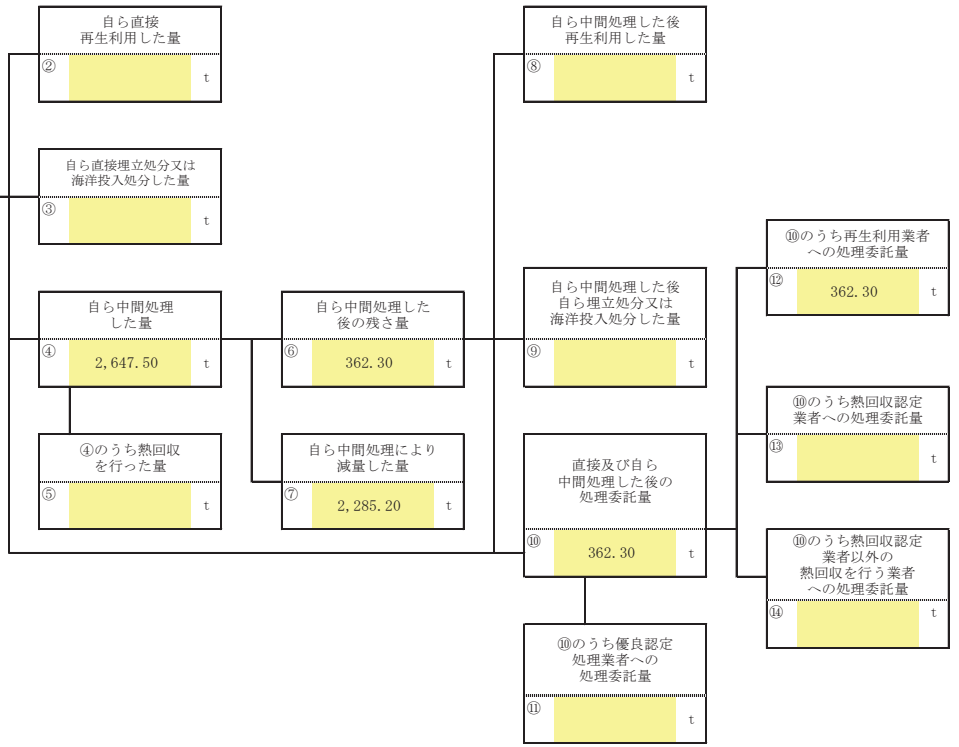 自ら直接
再生利用した量
②
t
自ら直接埋立処分又は
海洋投入処分した量
③
t
自ら中間処理
した量
④
2,647.50
t
④のうち熱回収
を行った量
⑤
t
自ら中間処理した
後の残さ量
⑥
362.30
t
自ら中間処理により
減量した量
⑦
2,285.20
t
自ら中間処理した後
再生利用した量
⑧
t
自ら中間処理した後
自ら埋立処分又は
海洋投入処分した量
⑨
t
直接及び自ら
中間処理した後の
処理委託量
⑩
362.30
t
⑩のうち優良認定
処理業者への
処理委託量
⑪
t
⑩のうち再生利用業者
への処理委託量
⑫
362.30
t
⑩のうち熱回収認定
業者への処理委託量
⑬
t
⑩のうち熱回収認定
業者以外の
熱回収を行う業者
への処理委託量
⑭
t